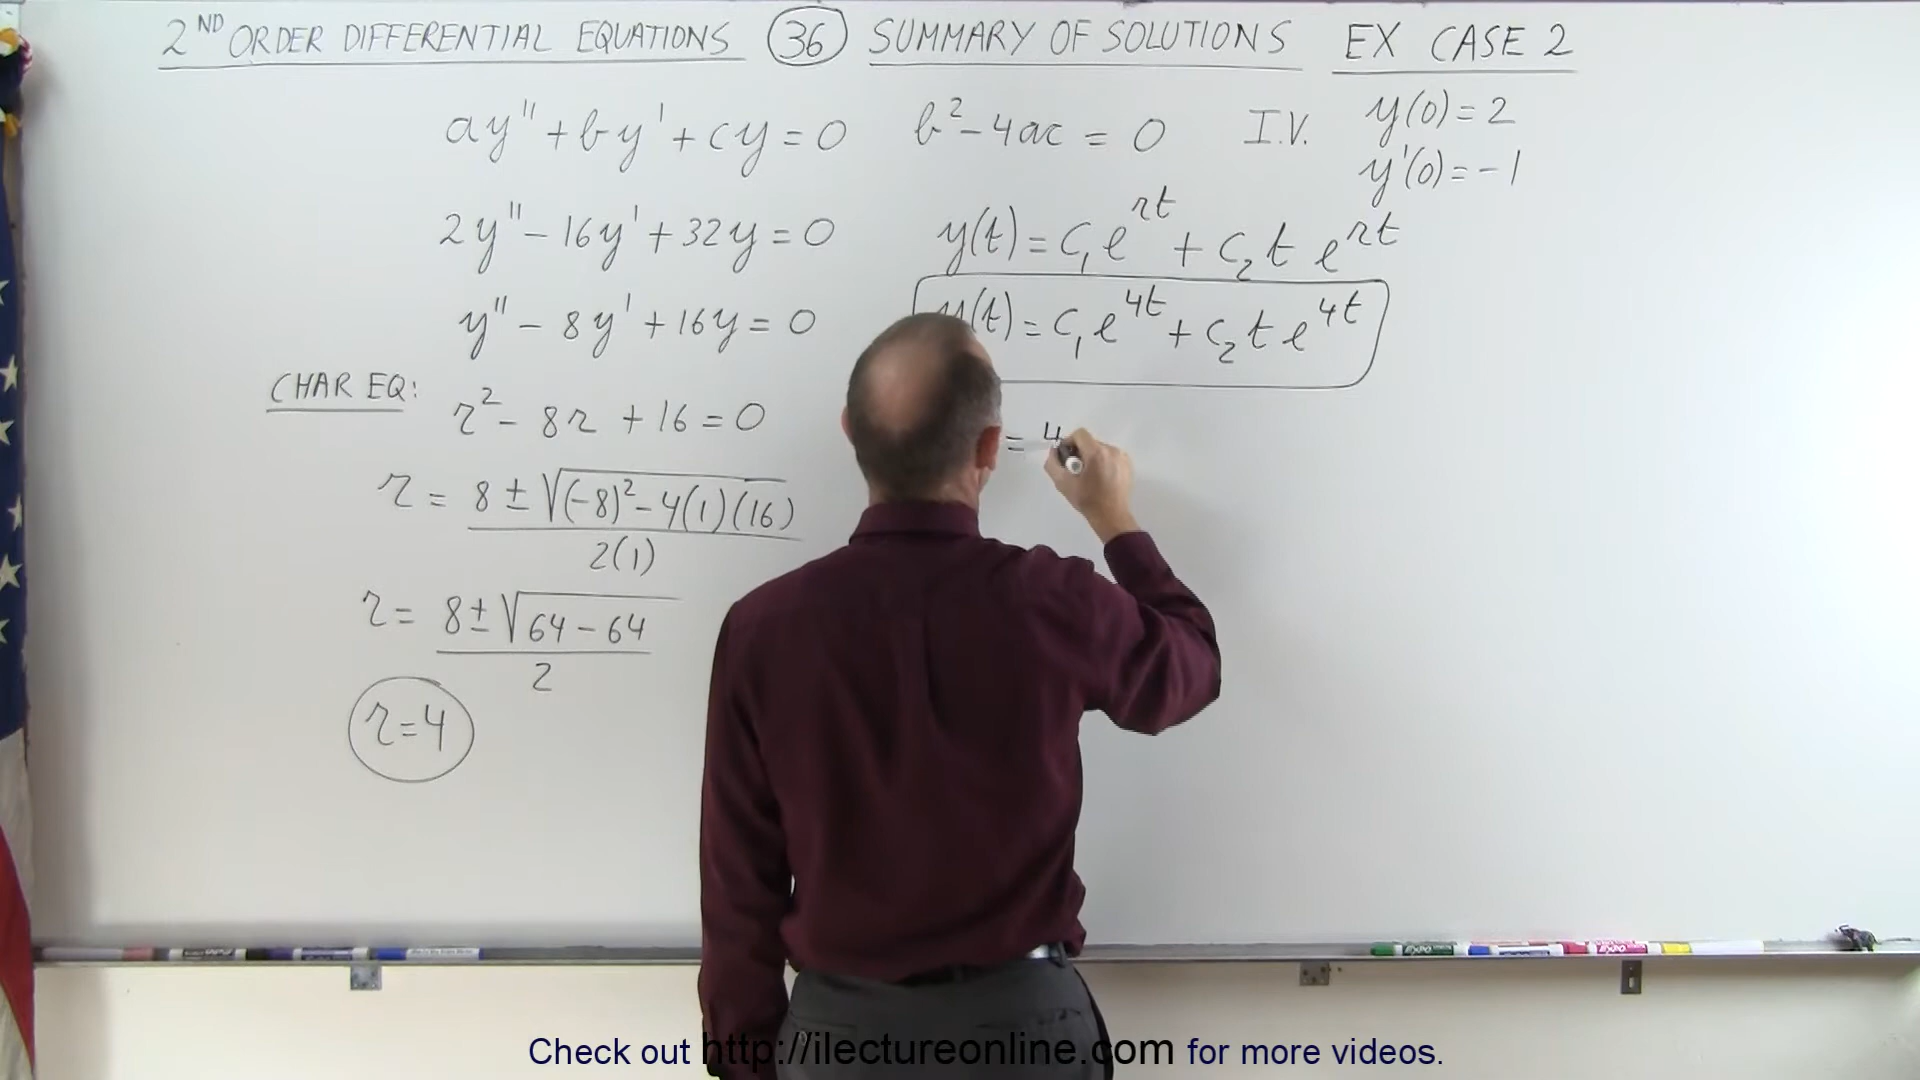 2ND ORDER DIFFERENTIAL EQUATIONS 36 SUMMARY OF SOLUTIONS EX CASE 2
ay" + by' + cy = 0 b² - 4ac = 0 I.V. y(0) = 2
y'(0) = -1
2y" - 16y' + 32y = 0
y(t) = C₁e^rt + C₂ t e^rt
y" - 8y' + 16y = 0
y(t) = C₁e^4t + C₂ t e^4t
CHAR EQ: r² - 8r + 16 = 0
= 4
r = 8 ± √(-8)² - 4(1)(16)
2(1)
r = 8 ± √64 - 64
2
r = 4
EXPO
EXPO
Check out http://ilectureonline.com for more videos.